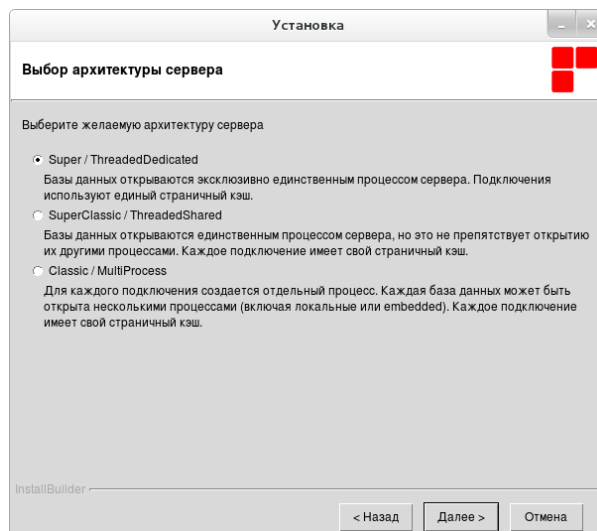 Установка
Выбор архитектуры сервера
Выберите желаемую архитектуру сервера
Super / ThreadedDedicated
Базы данных открываются эксклюзивно единственным процессом сервера. Подключения
используют единый страничный кэш.
SuperClassic / ThreadedShared
Базы данных открываются единственным процессом сервера, но это не препятствует открытию
их другими процессами. Каждое подключение имеет свой страничный кэш.
Classic / MultiProcess
Для каждого подключения создается отдельный процесс. Каждая база данных может быть
открыта несколькими процессами (включая локальные или embedded). Каждое подключение
имеет свой страничный кэш.
InstallBuilder
< Назад Далее > Отмена